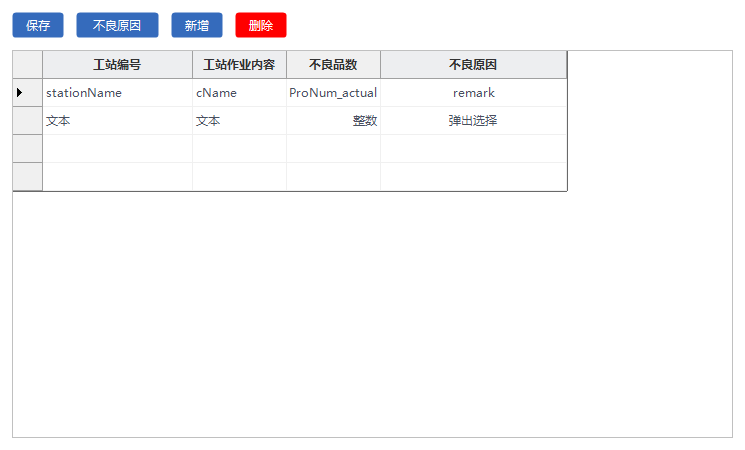 保存 不良原因 新增 删除
工站编号 工站作业内容 不良品数 不良原因
stationName cName ProNum_actual remark
文本 文本 整数 弹出选择